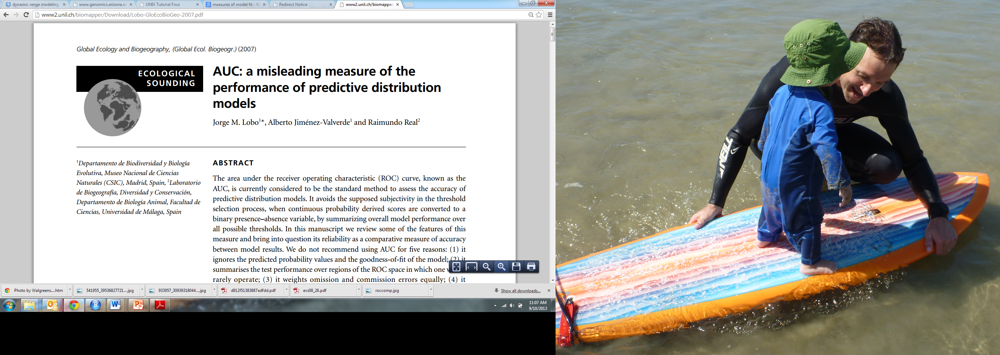 dynamic range modeling
www.genomics.arizona.ec
UNIX Tutorial Four
measures of model fit - G
Redirect Notice
www2.unil.ch/biomapper
www2.unil.ch/biomapper/Download/Lobo-GloEcoBioGeo-2007.pdf
Global Ecology and Biogeography, (Global Ecol. Biogeogr.) (2007)
ECOLOGICAL
SOUNDING
AUC: a misleading measure of the
performance of predictive distribution
models
Jorge M. Lobo¹*, Alberto Jiménez-Valverde¹ and Raimundo Real²
¹Departamento de Biodiversidad y Biología
Evolutiva, Museo Nacional de Ciencias
Naturales (CSIC), Madrid, Spain, ²Laboratorio
de Biogeografía, Diversidad y Conservación,
Departamento de Biología Animal, Facultad de
Ciencias, Universidad de Málaga, Spain
ABSTRACT
The area under the receiver operating characteristic (ROC) curve, known as the
AUC, is currently considered to be the standard method to assess the accuracy of
predictive distribution models. It avoids the supposed subjectivity in the threshold
selection process, when continuous probability derived scores are converted to a
binary presence–absence variable, by summarizing overall model performance over
all possible thresholds. In this manuscript we review some of the features of this
measure and bring into question its reliability as a comparative measure of accuracy
between model results. We do not recommend using AUC for five reasons: (1) it
ignores the predicted probability values and the goodness-of-fit of the model; (2) it
summarises the test performance over regions of the ROC space in which one
rarely operate; (3) it weights omission and commission errors equally; (4) it
Photo by Walgreens....htm
541955_39536827721....jpg
933957_30939318044....jpg
d912f51383887adfdd.pdf
ecs08_26.pdf
roccomp.jpg
Show all downloads...
11:07 AM
9/10/2013
O'NEILL